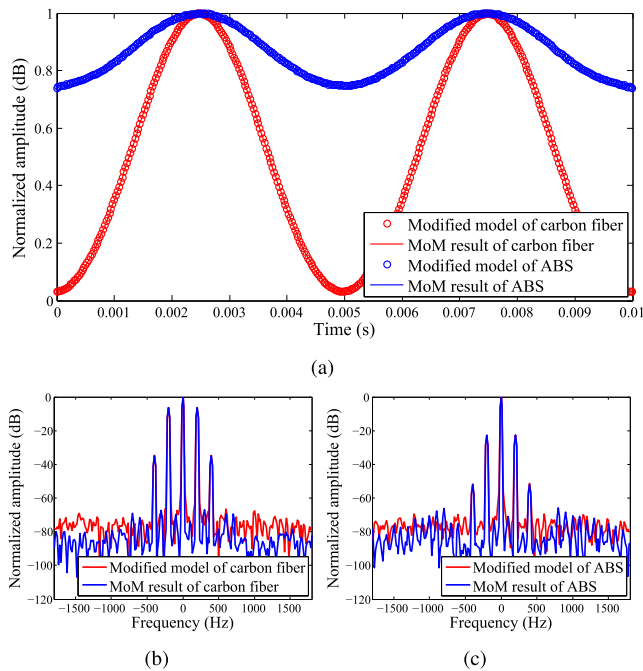 1
0.8
0.6
0.4
0.2
0
Normalized amplitude (dB)
Modified model of carbon fiber
MoM result of carbon fiber
Modified model of ABS
MoM result of ABS
0 0.001 0.002 0.003 0.004 0.005 0.006 0.007 0.008 0.009 0.01
Time (s)
(a)
0
−20
−40
−60
−80
−100
−120
Normalized amplitude (dB)
Modified model of carbon fiber
MoM result of carbon fiber
−1500 −1000 −500 0 500 1000 1500
Frequency (Hz)
(b)
0
−20
−40
−60
−80
−100
−120
Normalized amplitude (dB)
Modified model of ABS
MoM result of ABS
−1500 −1000 −500 0 500 1000 1500
Frequency (Hz)
(c)